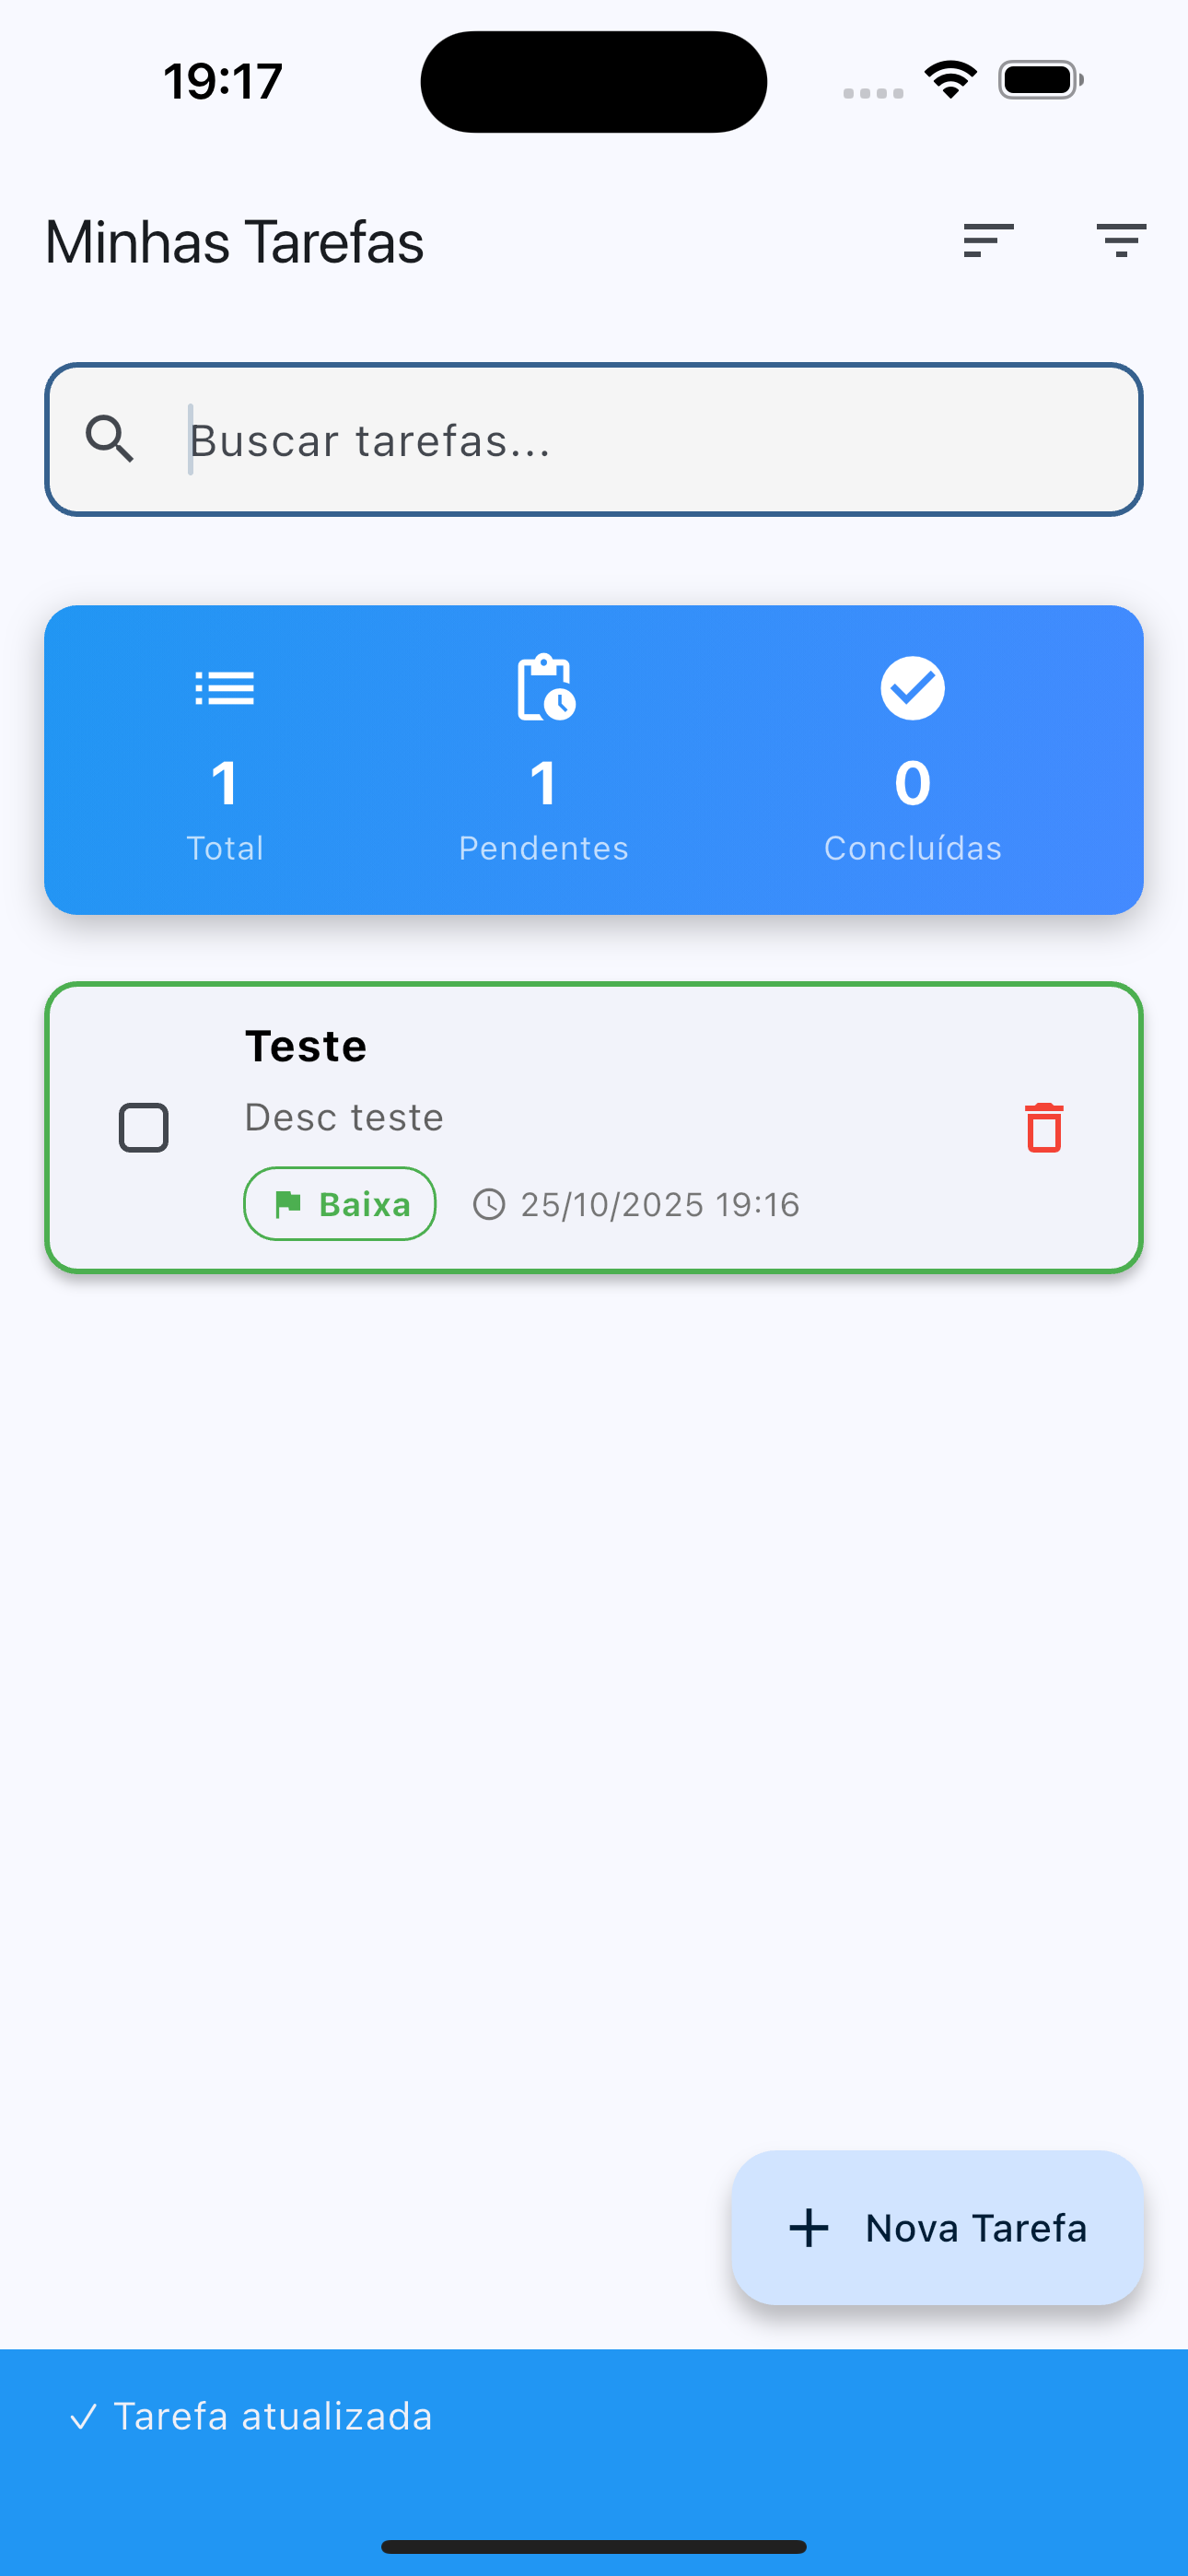 19:17
Minhas Tarefas
Buscar tarefas...
1 1 0
Total Pendentes Concluídas
Teste
Desc teste
Baixa 25/10/2025 19:16
+ Nova Tarefa
✓ Tarefa atualizada